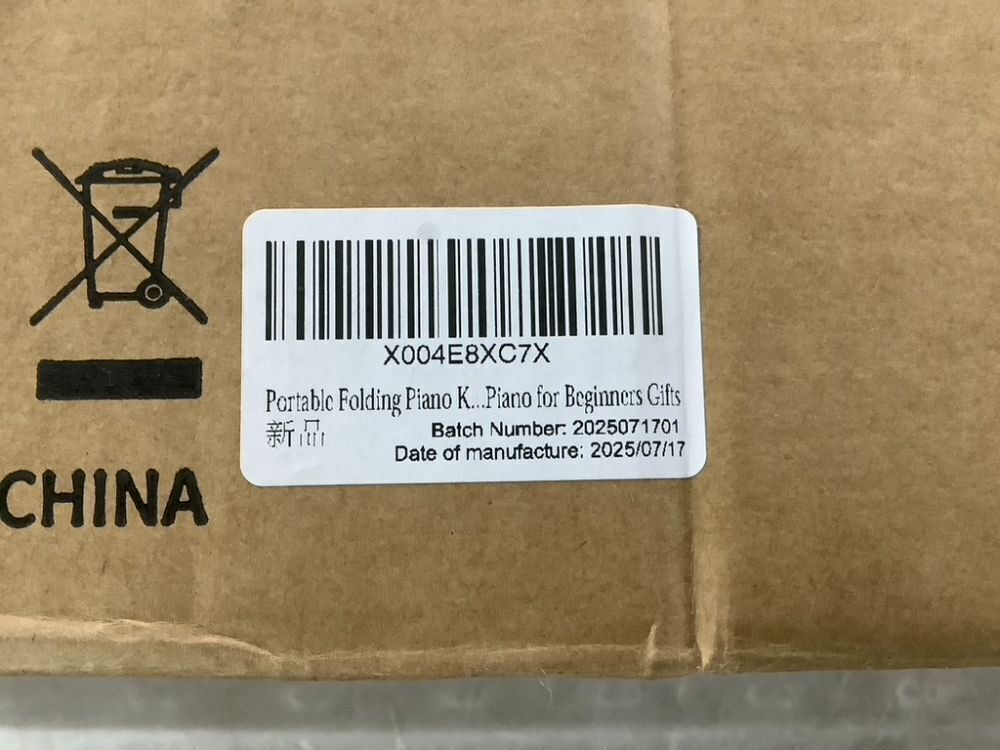 X004E8XC7X
Portable Folding Piano K...Piano for Beginners Gifts
新品
Batch Number: 2025071701
Date of manufacture: 2025/07/17
CHINA